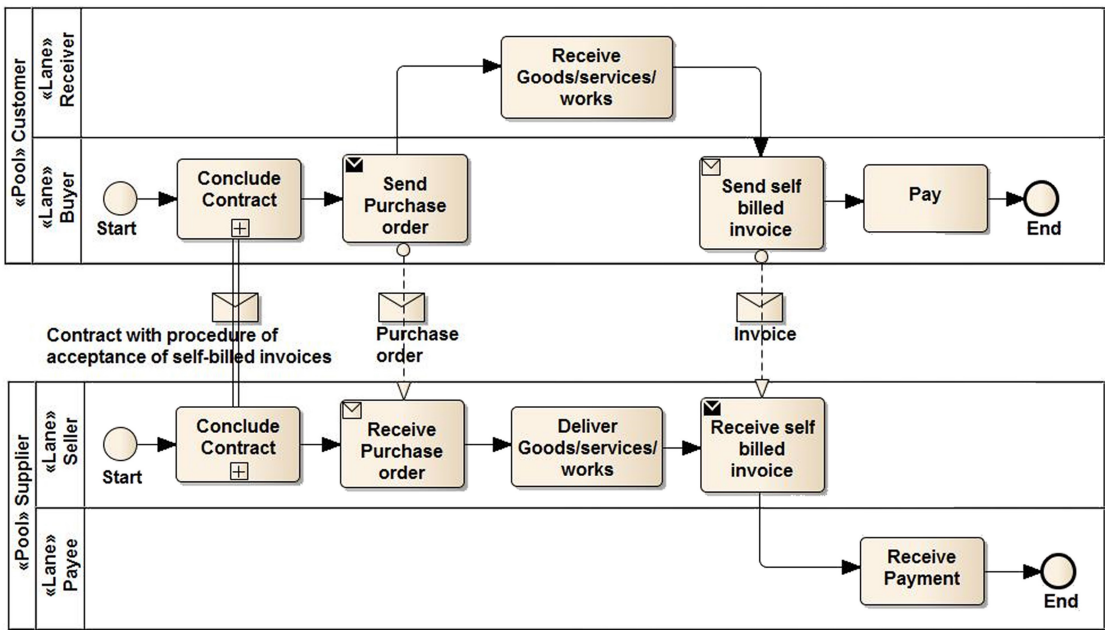 «Pool» Customer
«Lane»
Receiver
Receive
Goods/services/
works
«Lane»
Buyer
Start
Conclude
Contract
Send
Purchase
order
Send self
billed
invoice
Pay
End
Contract with procedure of
acceptance of self-billed invoices
Purchase
order
Invoice
«Pool» Supplier
«Lane»
Seller
Start
Conclude
Contract
Receive
Purchase
order
Deliver
Goods/services/
works
Receive self
billed
invoice
«Lane»
Payee
Receive
Payment
End